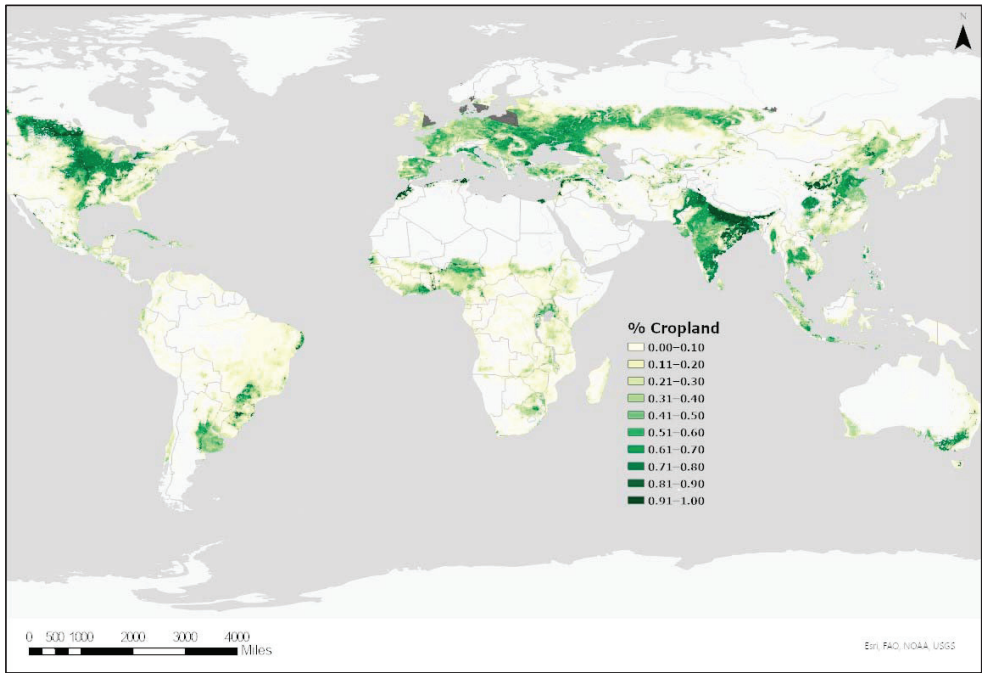 N
% Cropland
0.00–0.10
0.11–0.20
0.21–0.30
0.31–0.40
0.41–0.50
0.51–0.60
0.61–0.70
0.71–0.80
0.81–0.90
0.91–1.00
0 500 1000 2000 3000 4000
Miles
Esri, FAO, NOAA, USGS